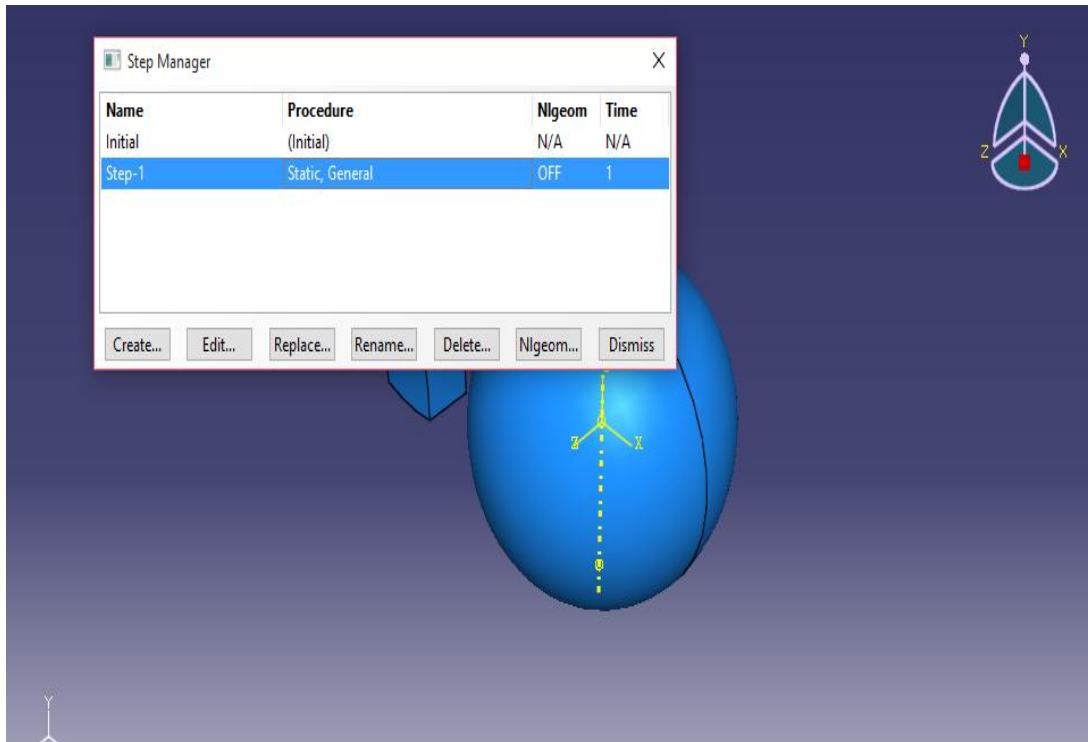 Step Manager X
Name Procedure Nlgeom Time
Initial (Initial) N/A N/A
Step-1 Static, General OFF 1
Create... Edit... Replace... Rename... Delete... Nlgeom... Dismiss
Y
Z X
Z X
Y